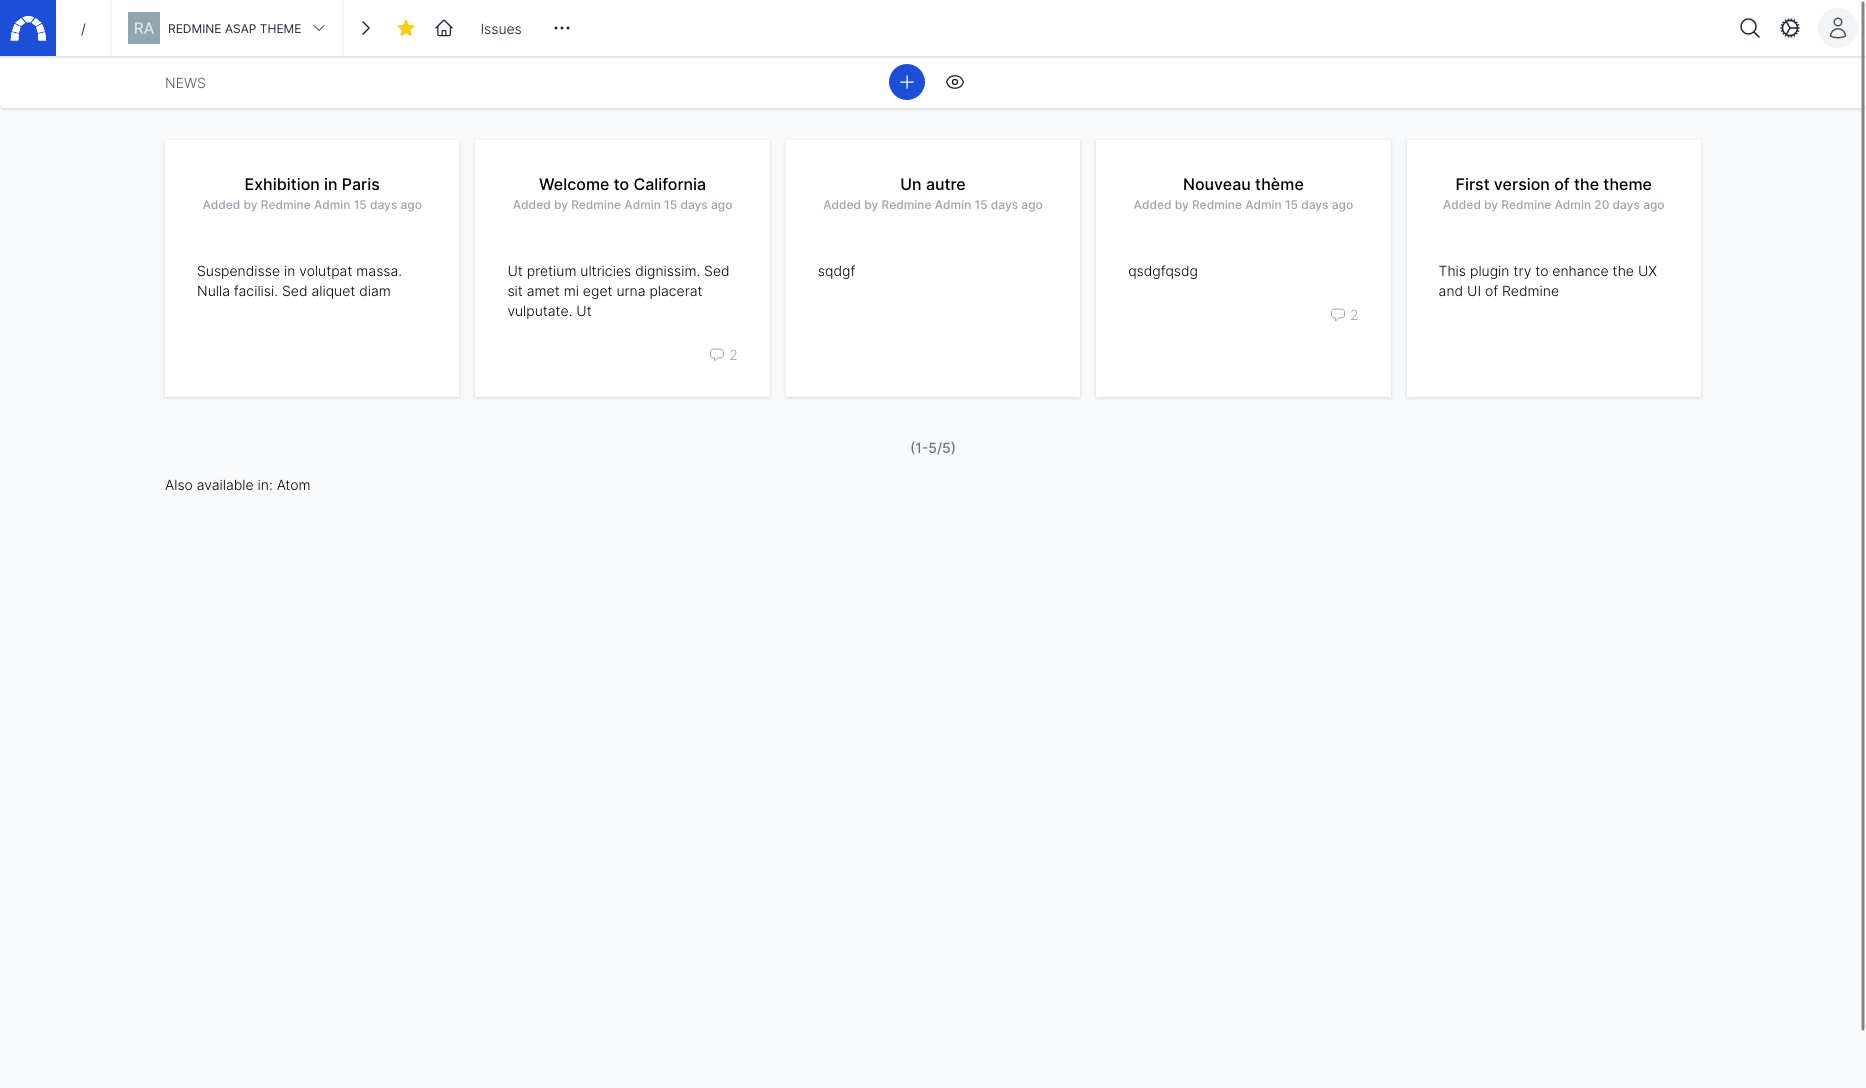 /
RA REDMINE ASAP THEME
Issues
NEWS
Exhibition in Paris
Added by Redmine Admin 15 days ago
Suspendisse in volutpat massa.
Nulla facilisi. Sed aliquet diam
Welcome to California
Added by Redmine Admin 15 days ago
Ut pretium ultricies dignissim. Sed
sit amet mi eget urna placerat
vulputate. Ut
2
Un autre
Added by Redmine Admin 15 days ago
sqdgf
Nouveau thème
Added by Redmine Admin 15 days ago
qsdgfqsdg
2
First version of the theme
Added by Redmine Admin 20 days ago
This plugin try to enhance the UX
and UI of Redmine
(1-5/5)
Also available in: Atom